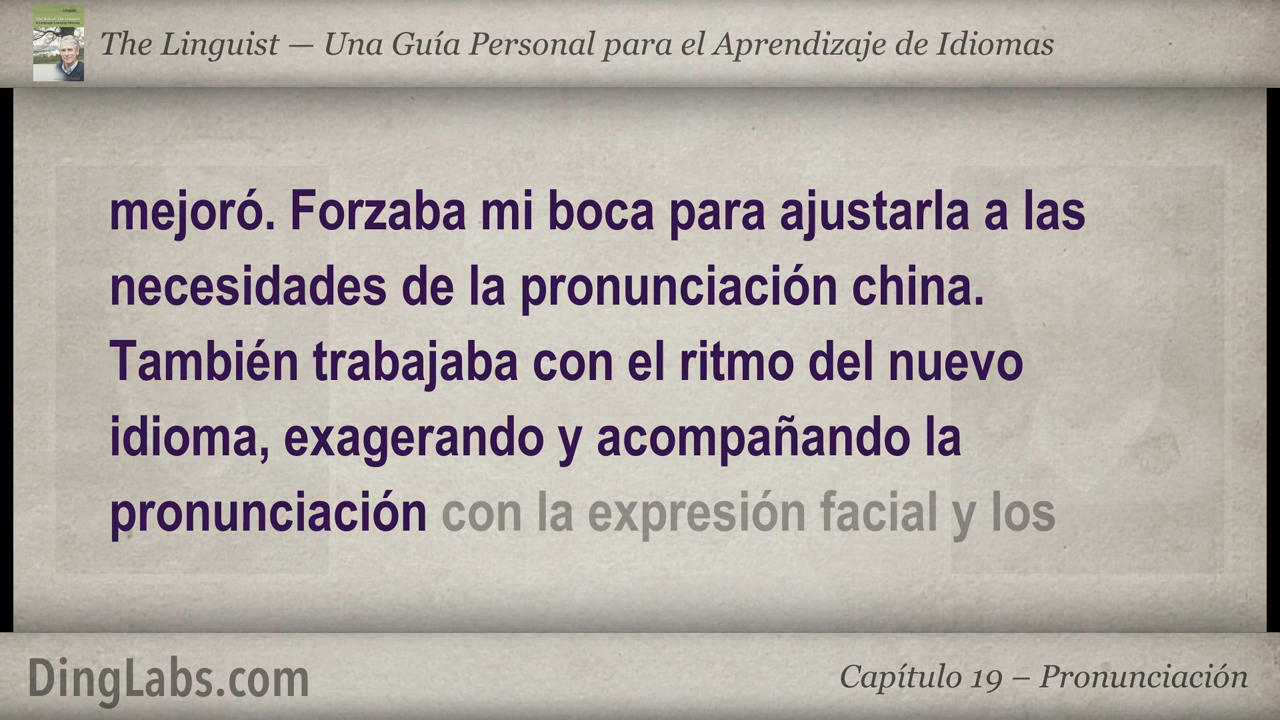 The Linguist — Una Guía Personal para el Aprendizaje de Idiomas
mejoró. Forzaba mi boca para ajustarla a las
necesidades de la pronunciación china.
También trabajaba con el ritmo del nuevo
idioma, exagerando y acompañando la
pronunciación con la expresión facial y los
DingLabs.com
Capítulo 19 – Pronunciación